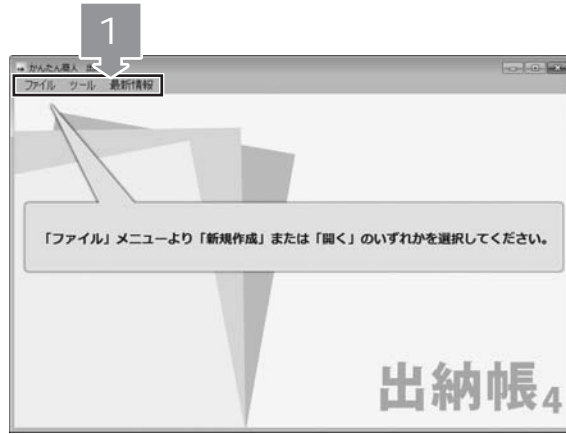 1
かんたん商人 出
ファイル ツール 最新情報
「ファイル」メニューより「新規作成」または「開く」のいずれかを選択してください。
出納帳4